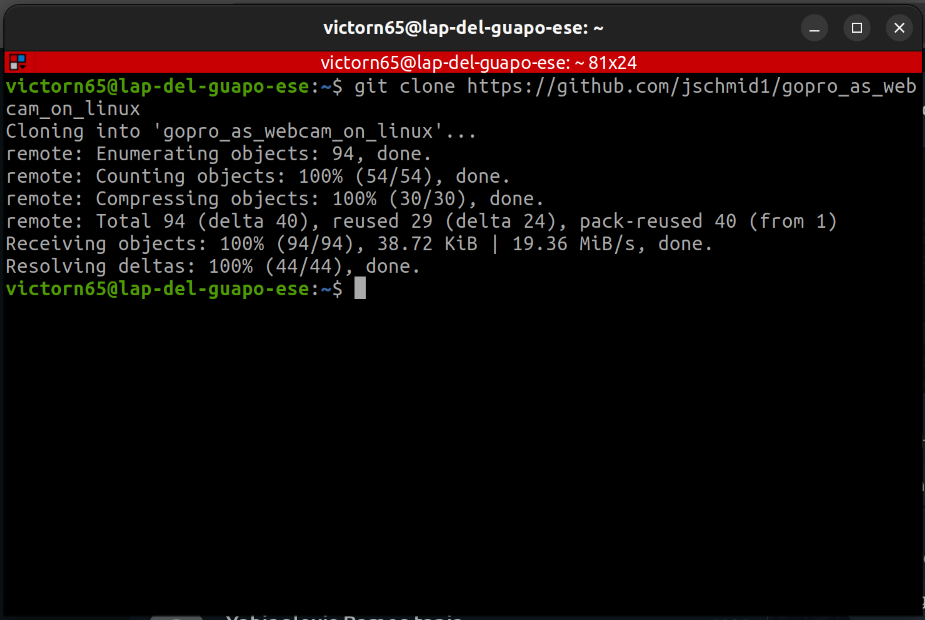 victorn65@lap-del-guapo-ese: ~
victorn65@lap-del-guapo-ese: ~ 81x24
victorn65@lap-del-guapo-ese:~$ git clone https://github.com/jschmid1/gopro_as_web
cam_on_linux
Cloning into 'gopro_as_webcam_on_linux'...
remote: Enumerating objects: 94, done.
remote: Counting objects: 100% (54/54), done.
remote: Compressing objects: 100% (30/30), done.
remote: Total 94 (delta 40), reused 29 (delta 24), pack-reused 40 (from 1)
Receiving objects: 100% (94/94), 38.72 KiB | 19.36 MiB/s, done.
Resolving deltas: 100% (44/44), done.
victorn65@lap-del-guapo-ese:~$